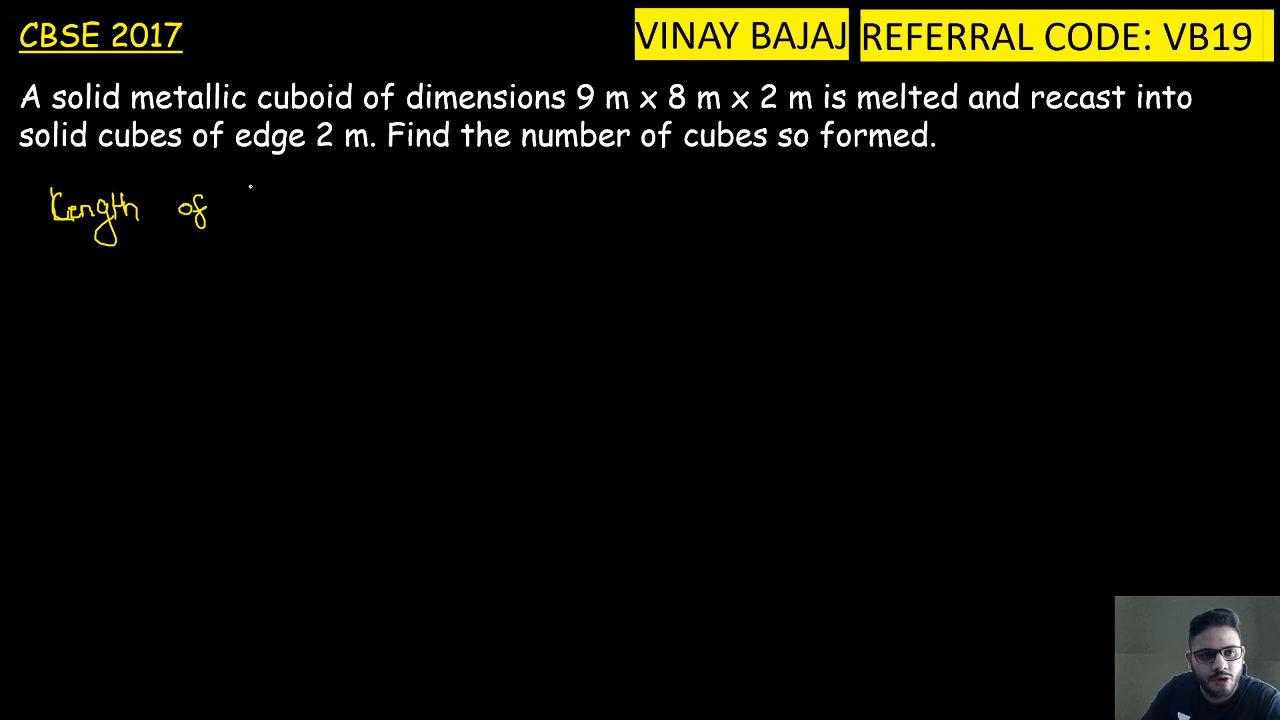 CBSE 2017
VINAY BAJAJ
REFERRAL CODE: VB19
A solid metallic cuboid of dimensions 9 m x 8 m x 2 m is melted and recast into
solid cubes of edge 2 m. Find the number of cubes so formed.
Length of